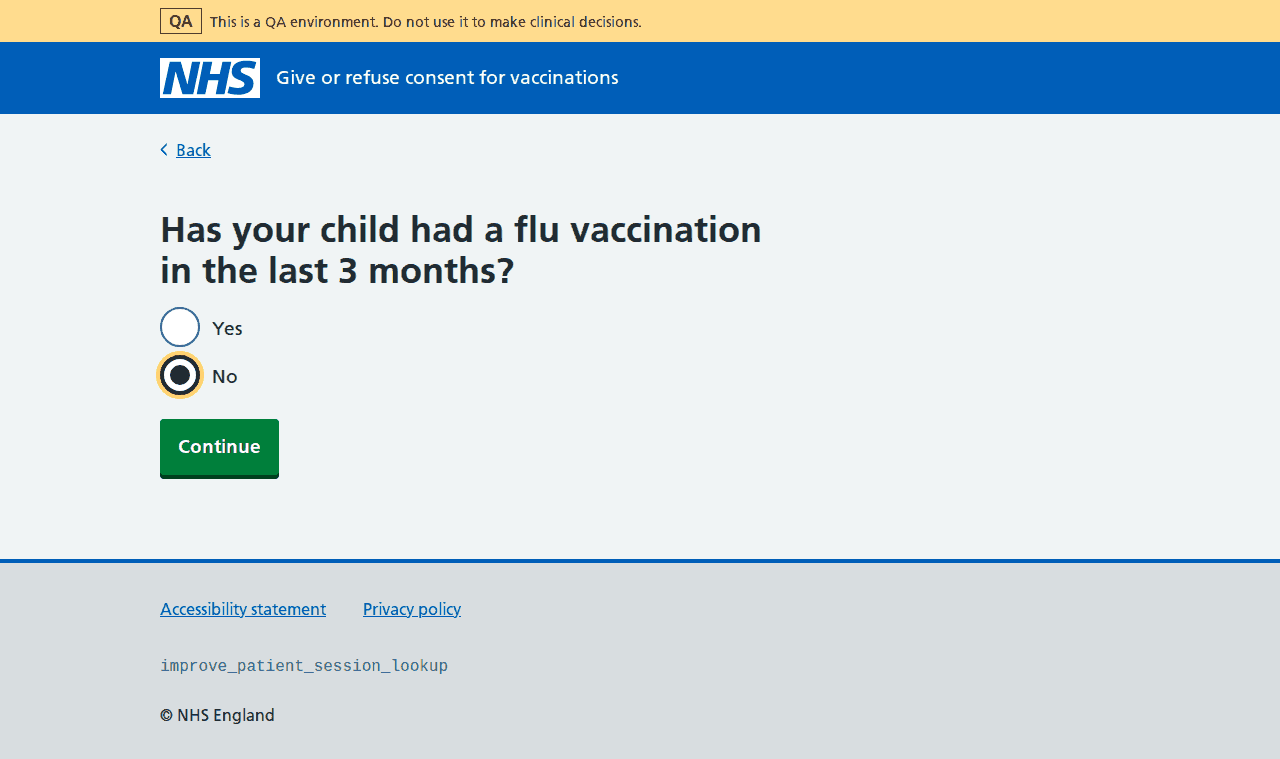 QA This is a QA environment. Do not use it to make clinical decisions.
NHS Give or refuse consent for vaccinations
Back
Has your child had a flu vaccination
in the last 3 months?
Yes
No
Continue
Accessibility statement Privacy policy
improve_patient_session_lookup
© NHS England